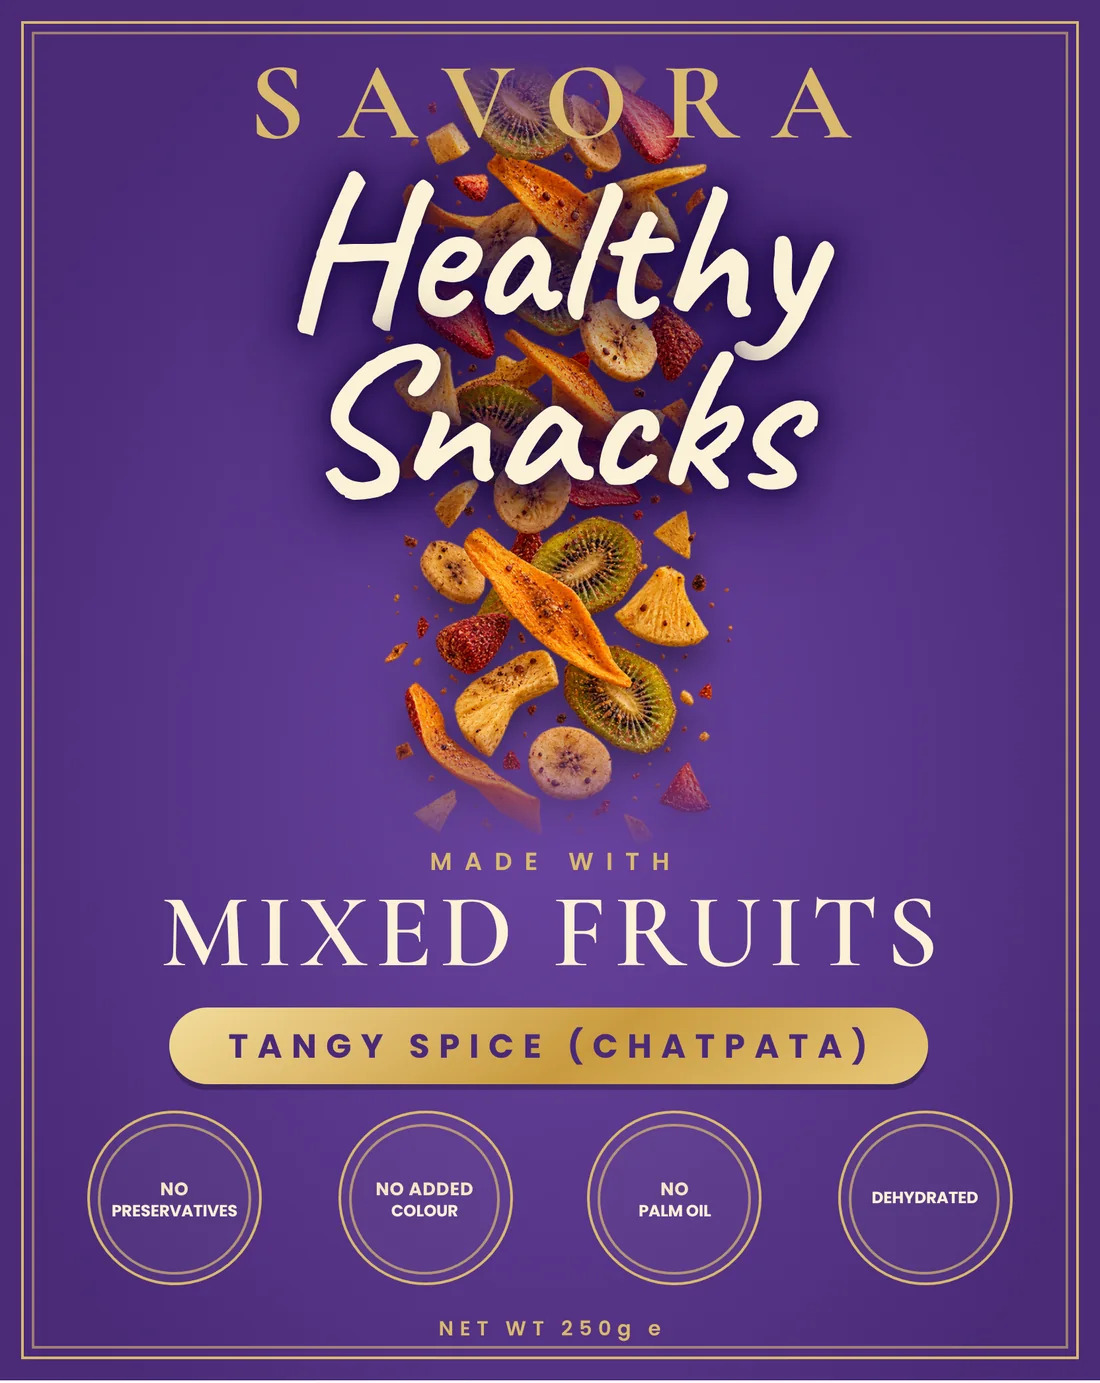 SAVORA
Healthy
Snacks
MADE WITH
MIXED FRUITS
TANGY SPICE (CHATPATA)
NO
PRESERVATIVES
NO ADDED
COLOUR
NO
PALM OIL
DEHYDRATED
NET WT 250g e